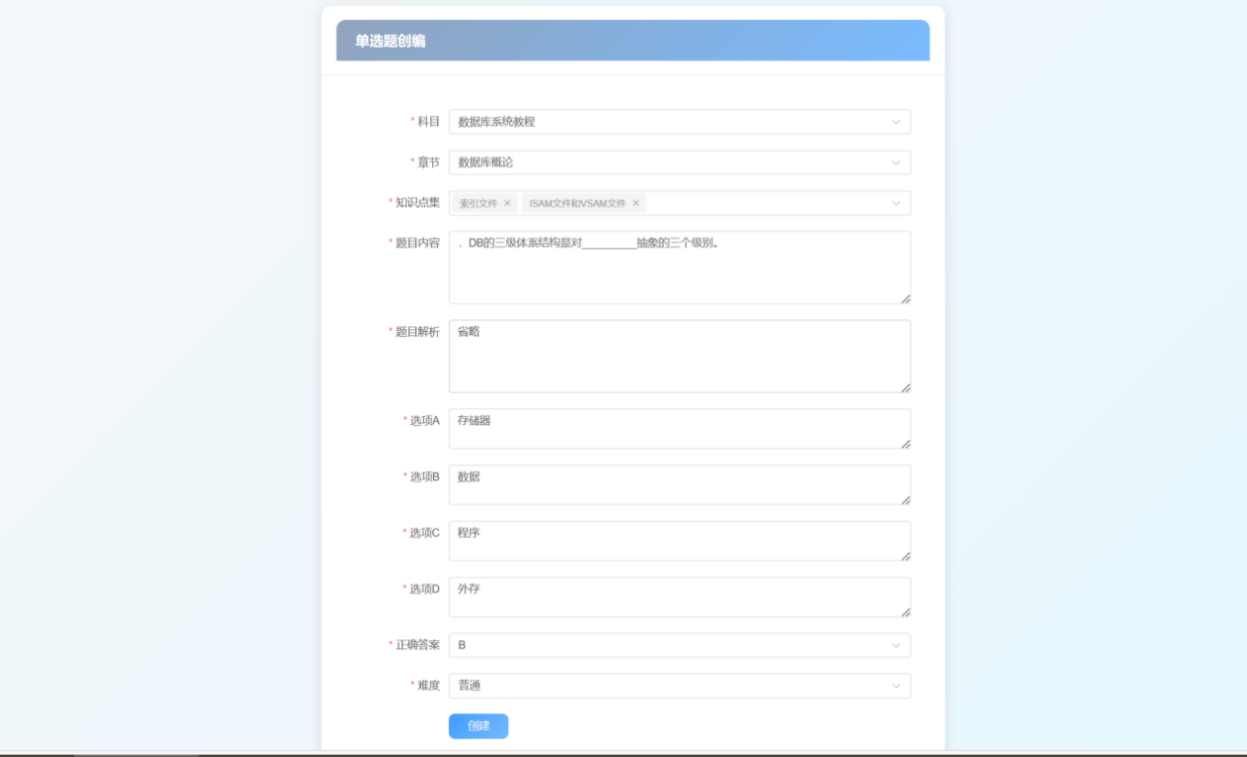 单选题创编
* 科目 数据库系统教程
* 章节 数据库概论
* 知识点集 索引文件 × ISAM文件和VSAM文件 ×
* 题目内容 . DB的三级体系结构是对_________抽象的三个级别。
* 题目解析 省略
* 选项A 存储器
* 选项B 数据
* 选项C 程序
* 选项D 外存
* 正确答案 B
* 难度 普通
创建